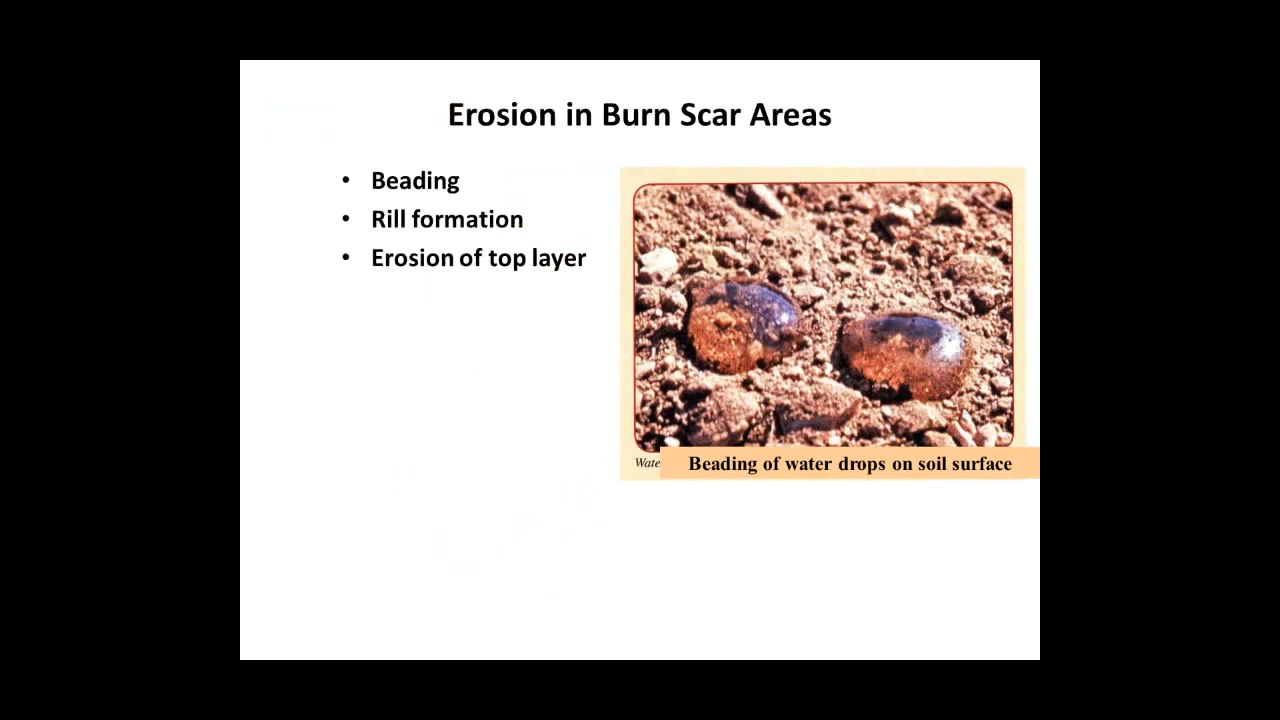 Erosion in Burn Scar Areas
• Beading
• Rill formation
• Erosion of top layer
Beading of water drops on soil surface